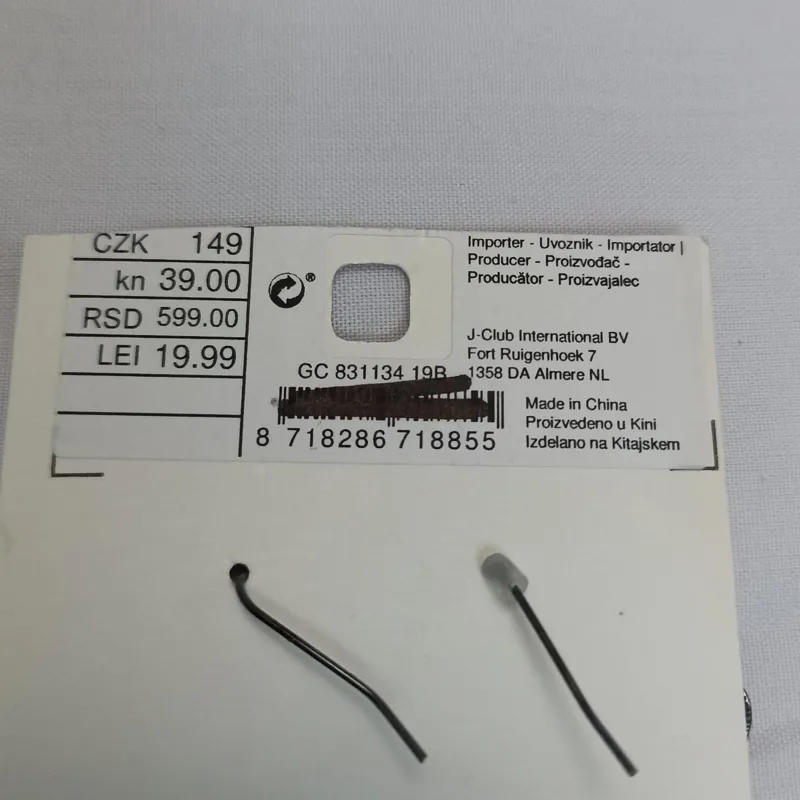 CZK 149
kn 39.00
RSD 599.00
LEI 19.99
®
GC 831134 19B
8 718286 718855
Importer - Uvoznik - Importator |
Producer - Proizvođač -
Producător - Proizvajalec
J-Club International BV
Fort Ruigenhoek 7
1358 DA Almere NL
Made in China
Proizvedeno u Kini
Izdelano na Kitajskem